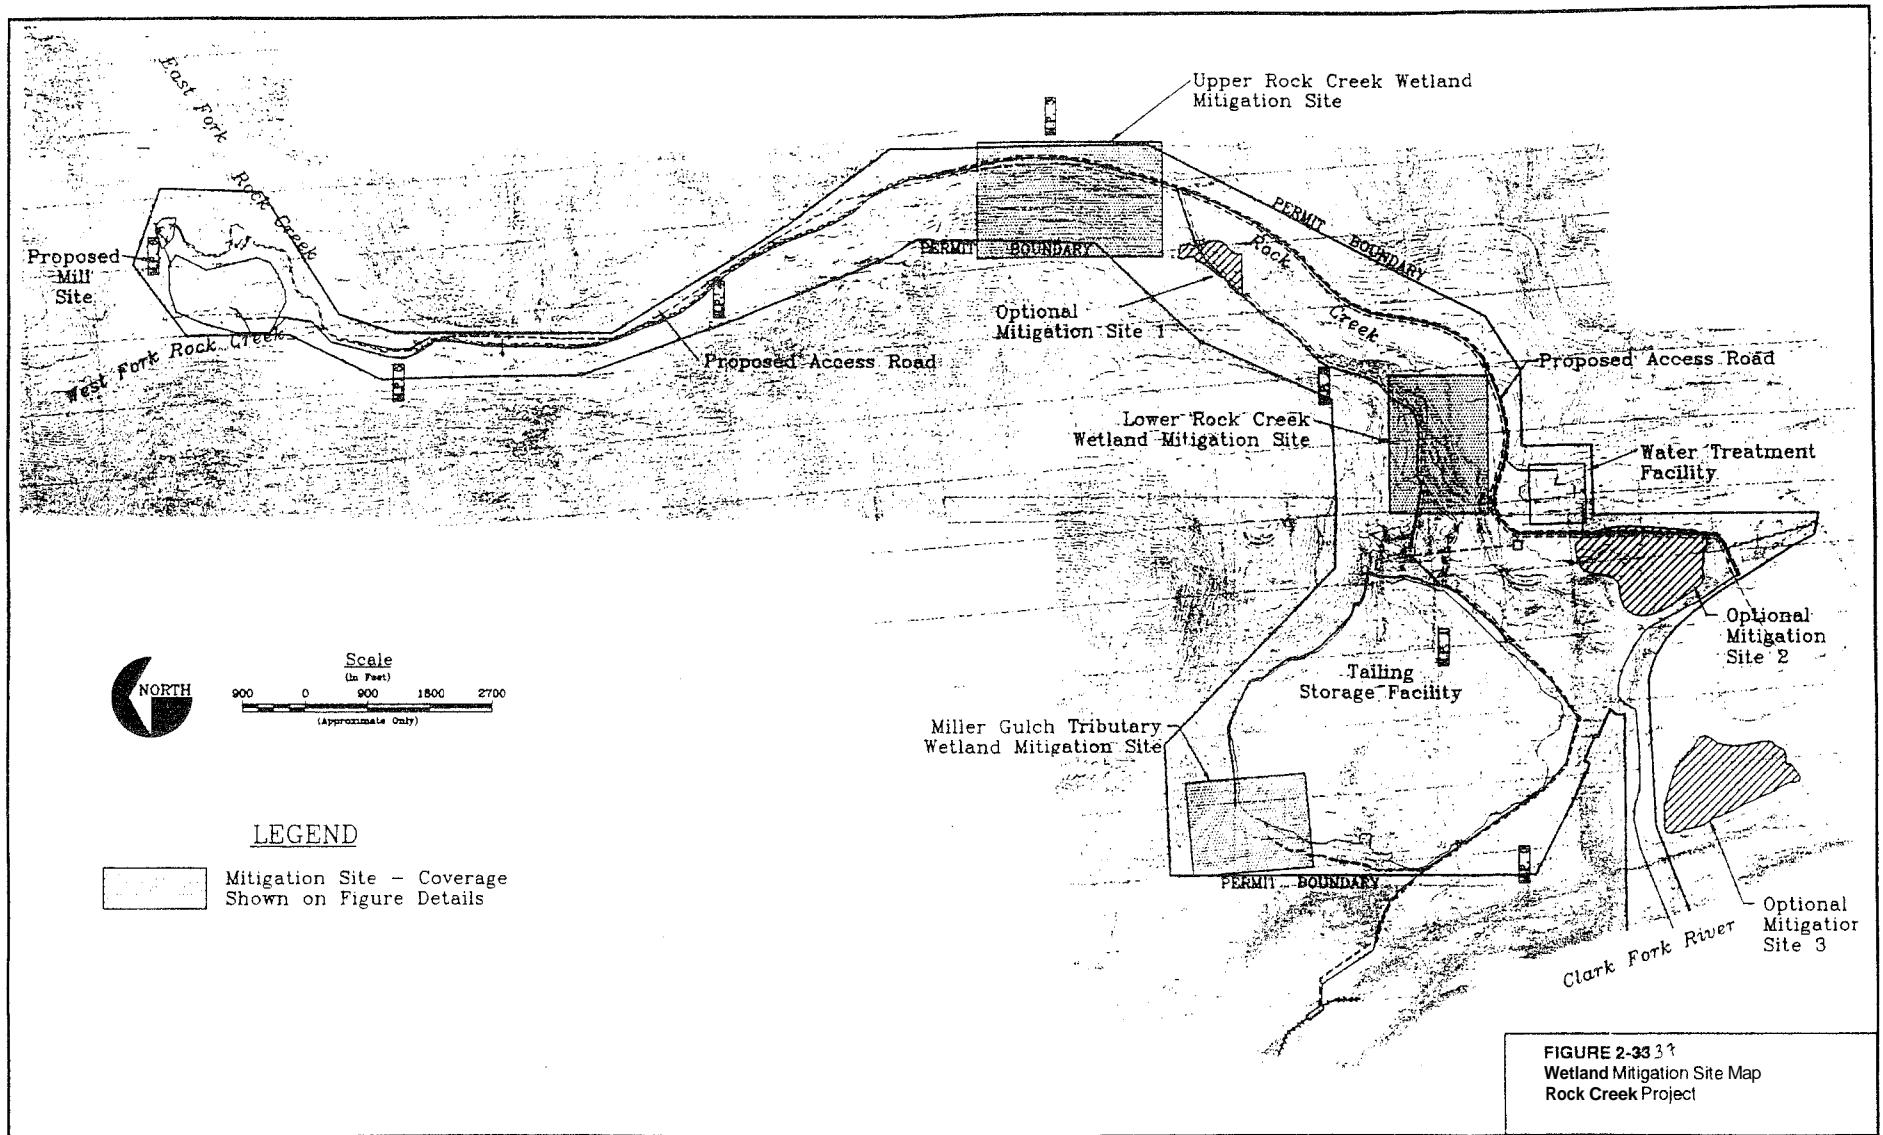 East Fork
Rock Creek
Upper Rock Creek Wetland
Mitigation Site
Proposed
Mill
Site
West Fork Rock Creek
PERMIT BOUNDARY
PERMIT BOUNDARY
Rock
Creek
Optional
Mitigation Site 1
Proposed Access Road
Proposed Access Road
Lower Rock Creek
Wetland Mitigation Site
Water Treatment
Facility
Optional
Mitigation
Site 2
Tailing
Storage Facility
Miller Gulch Tributary
Wetland Mitigation Site
PERMIT BOUNDARY
Optional
Mitigation
Site 3
Clark Fork River
NORTH
Scale
(In Feet)
900 0 900 1800 2700
(Approximate Only)
LEGEND
Mitigation Site – Coverage
Shown on Figure Details
FIGURE 2-33 37
Wetland Mitigation Site Map
Rock Creek Project